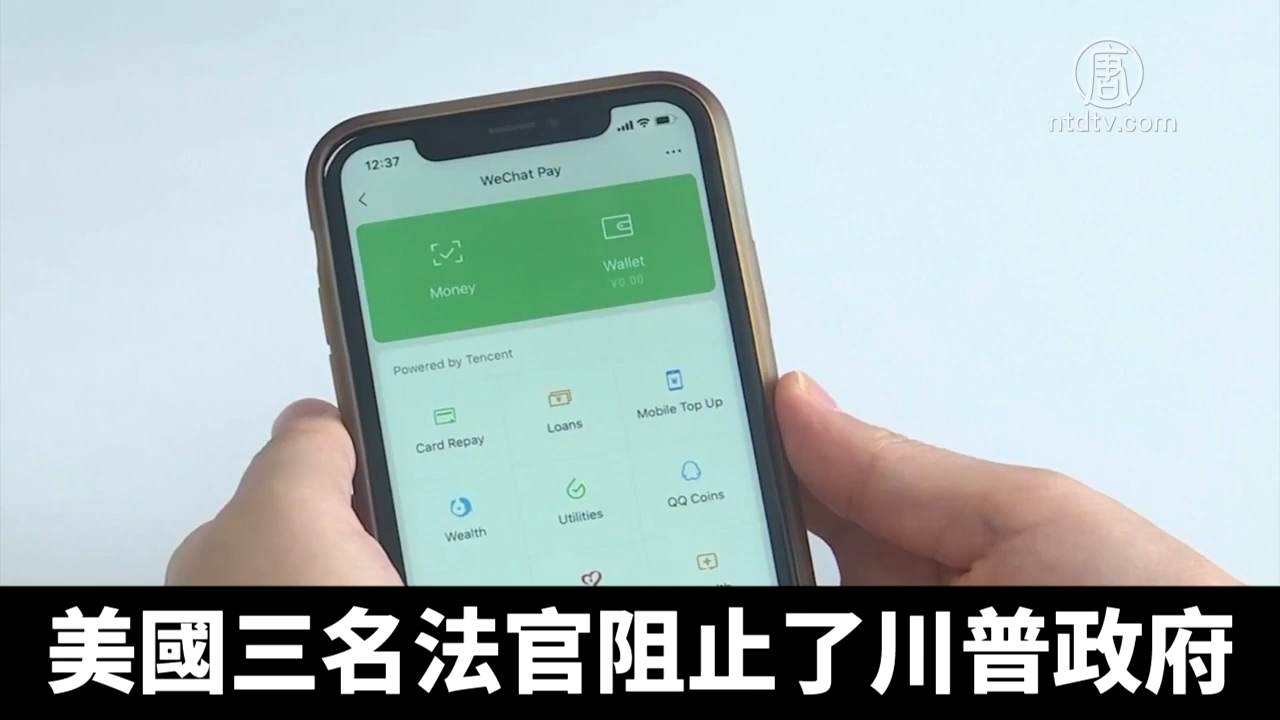 唐
ntdtv.com
12:37
WeChat Pay
Money
Wallet
¥0.00
Powered by Tencent
Card Repay
Loans
Mobile Top Up
Wealth
Utilities
QQ Coins
美國三名法官阻止了川普政府